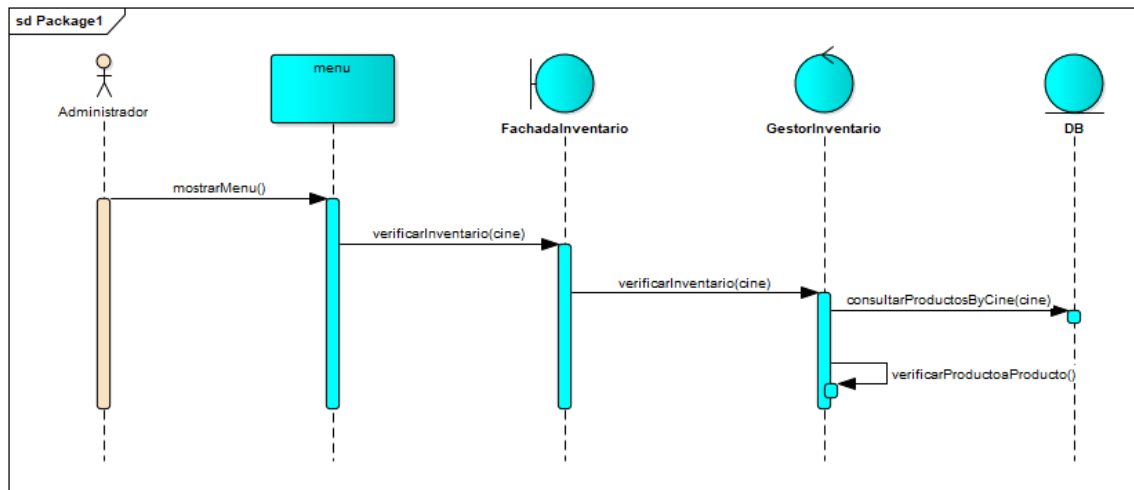 sd Package1
Administrador
menu
FachadaInventario
GestorInventario
DB
mostrarMenu()
verificarInventario(cine)
verificarInventario(cine)
consultarProductosByCine(cine)
verificarProductoaProducto()